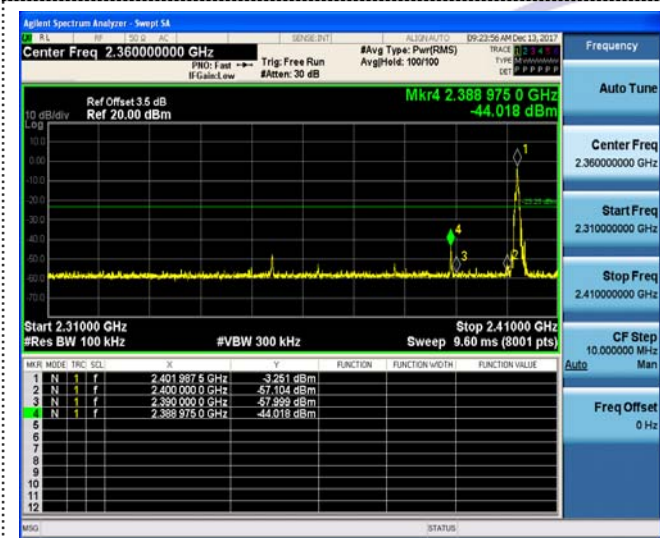 Agilent Spectrum Analyzer - Swept SA
RL RF 50 Ω AC SENSE:INT ALIGNAUTO 09:23:56 AM Dec 13, 2017
Center Freq 2.360000000 GHz
PNO: Fast
IFGain:Low
Trig: Free Run
#Atten: 30 dB
#Avg Type: Pwr(RMS)
Avg|Hold: 100/100
TRACE 1 2 3 4 5 6
TYPE
DET P P P P P P
Frequency
Auto Tune
Center Freq
2.360000000 GHz
Start Freq
2.310000000 GHz
Stop Freq
2.410000000 GHz
CF Step
10.000000 MHz
Auto Man
Freq Offset
0 Hz
Mkr4 2.388 975 0 GHz
-44.018 dBm
Ref Offset 3.5 dB
10 dB/div Ref 20.00 dBm
Log
10.0
0.00
-10.0
-20.0
-30.0
-40.0
-50.0
-60.0
-70.0
1
4
3
2
Start 2.31000 GHz Stop 2.41000 GHz
#Res BW 100 kHz #VBW 300 kHz Sweep 9.60 ms (8001 pts)
MKR MODE TRC SCL X Y FUNCTION FUNCTION WIDTH FUNCTION VALUE
1 N 1 f 2.401 987 5 GHz -3.251 dBm
2 N 1 f 2.400 000 0 GHz -57.104 dBm
3 N 1 f 2.390 000 0 GHz -57.999 dBm
4 N 1 f 2.388 975 0 GHz -44.018 dBm
5
6
7
8
9
10
11
12
MSG STATUS